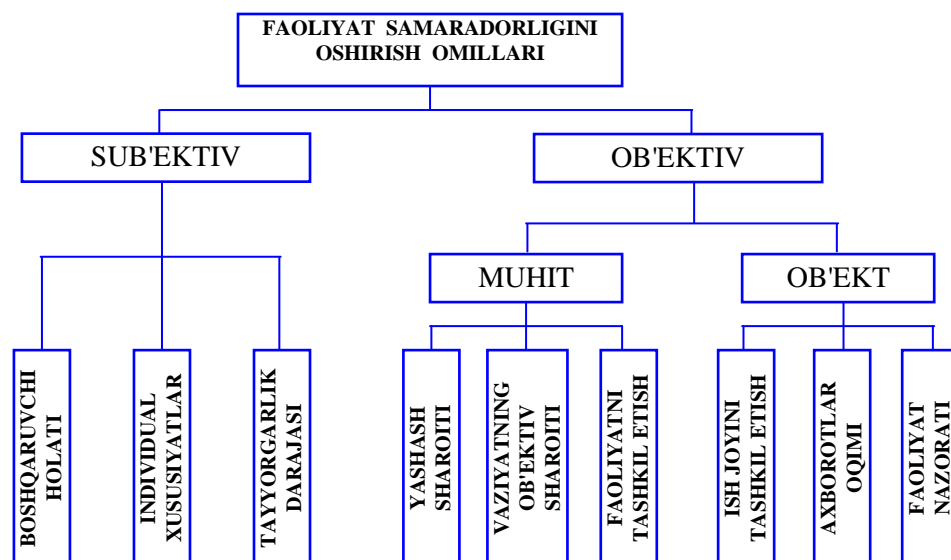 FAOLIYAT SAMARADORLIGINI
OSHIRISH OMILLARI
SUB'EKTIV
OB'EKTIV
MUHIT
OB'EKT
BOSHQARUVCHI
HOLATI
INDIVIDUAL
XUSUSIYATLAR
TAYYORGARLIK
DARAJASI
YASHASH
SHAROITI
VAZIYATNING
OB'EKTIV
SHAROITI
FAOLIYATNI
TASHKIL ETISH
ISH JOYINI
TASHKIL ETISH
AXBOROTLAR
OQIMI
FAOLIYAT
NAZORATI